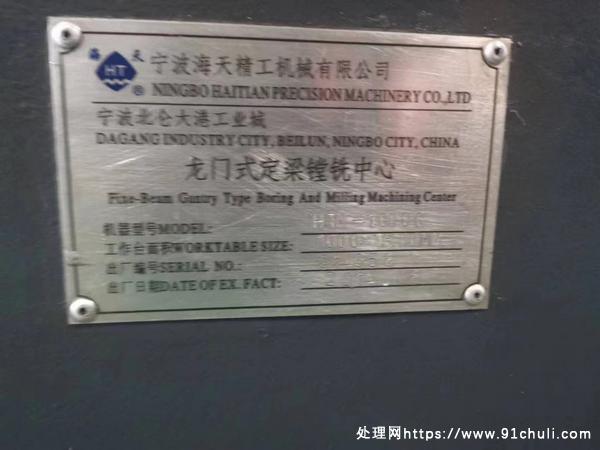 海天
HT
®
宁波海天精工机械有限公司
NINGBO HAITIAN PRECISION MACHINERY CO.,LTD
宁波北仑大港工业城
DAGANG INDUSTRY CITY, BEILUN, NINGBO CITY, CHINA
龙门式定梁镗铣中心
Fixe-Beam Gantry Type Boring And Milling Machining Center
机器型号MODEL:
工作台面积WORKTABLE SIZE:
出厂编号SERIAL NO.:
出厂日期DATE OF EX. FACT:
处理网https://www.91chuli.com/